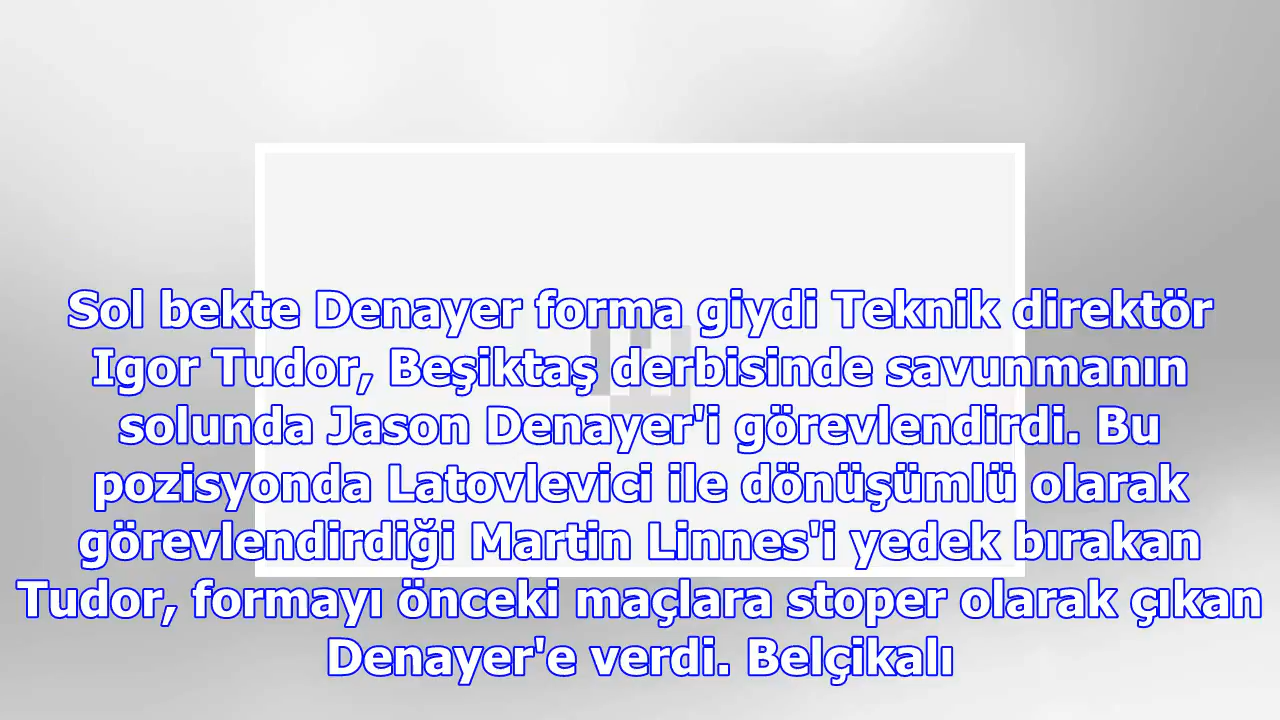 Sol bekte Denayer forma giydi Teknik direktör
Igor Tudor, Beşiktaş derbisinde savunmanın
solunda Jason Denayer'i görevlendirdi. Bu
pozisyonda Latovlevici ile dönüşümlü olarak
görevlendirdiği Martin Linnes'i yedek bırakan
Tudor, formayı önceki maçlara stoper olarak çıkan
Denayer'e verdi. Belçikalı